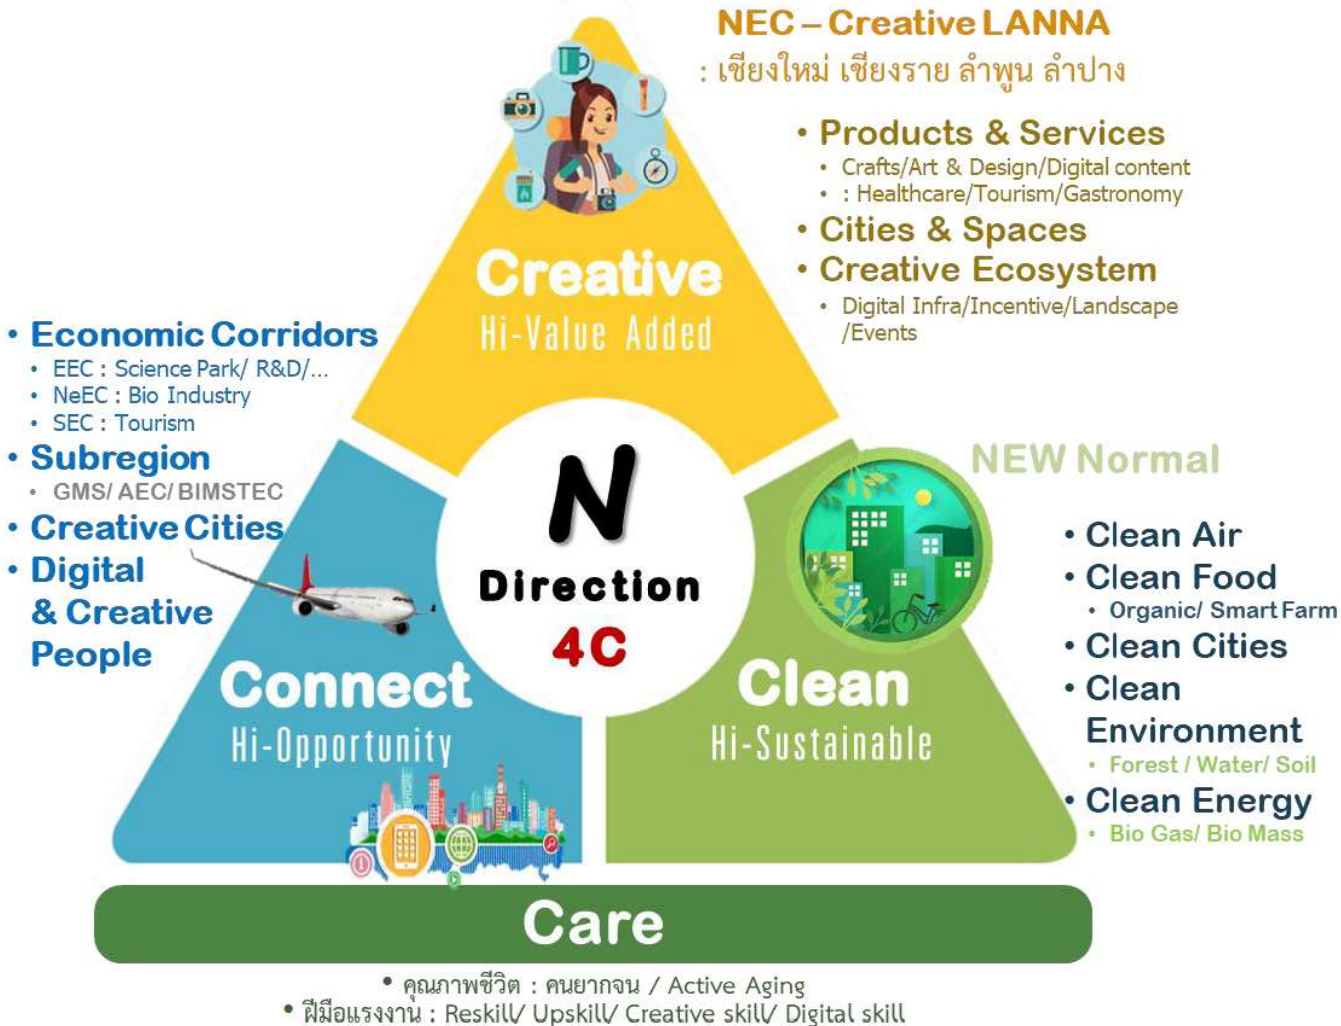 NEC – Creative LANNA
: เชียงใหม่ เชียงราย ลำพูน ลำปาง
• Products & Services
• Crafts/Art & Design/Digital content
• : Healthcare/Tourism/Gastronomy
• Cities & Spaces
• Creative Ecosystem
• Digital Infra/Incentive/Landscape
/Events
Creative
Hi-Value Added
• Economic Corridors
• EEC : Science Park/ R&D/...
• NeEC : Bio Industry
• SEC : Tourism
• Subregion
• GMS/ AEC/ BIMSTEC
• Creative Cities
• Digital
& Creative
People
N
Direction
4C
Connect
Hi-Opportunity
Clean
Hi-Sustainable
NEW Normal
• Clean Air
• Clean Food
• Organic/ Smart Farm
• Clean Cities
• Clean
Environment
• Forest / Water/ Soil
• Clean Energy
• Bio Gas/ Bio Mass
Care
• คุณภาพชีวิต : คนยากจน / Active Aging
• ฝีมือแรงงาน : Reskill/ Upskill/ Creative skill/ Digital skill